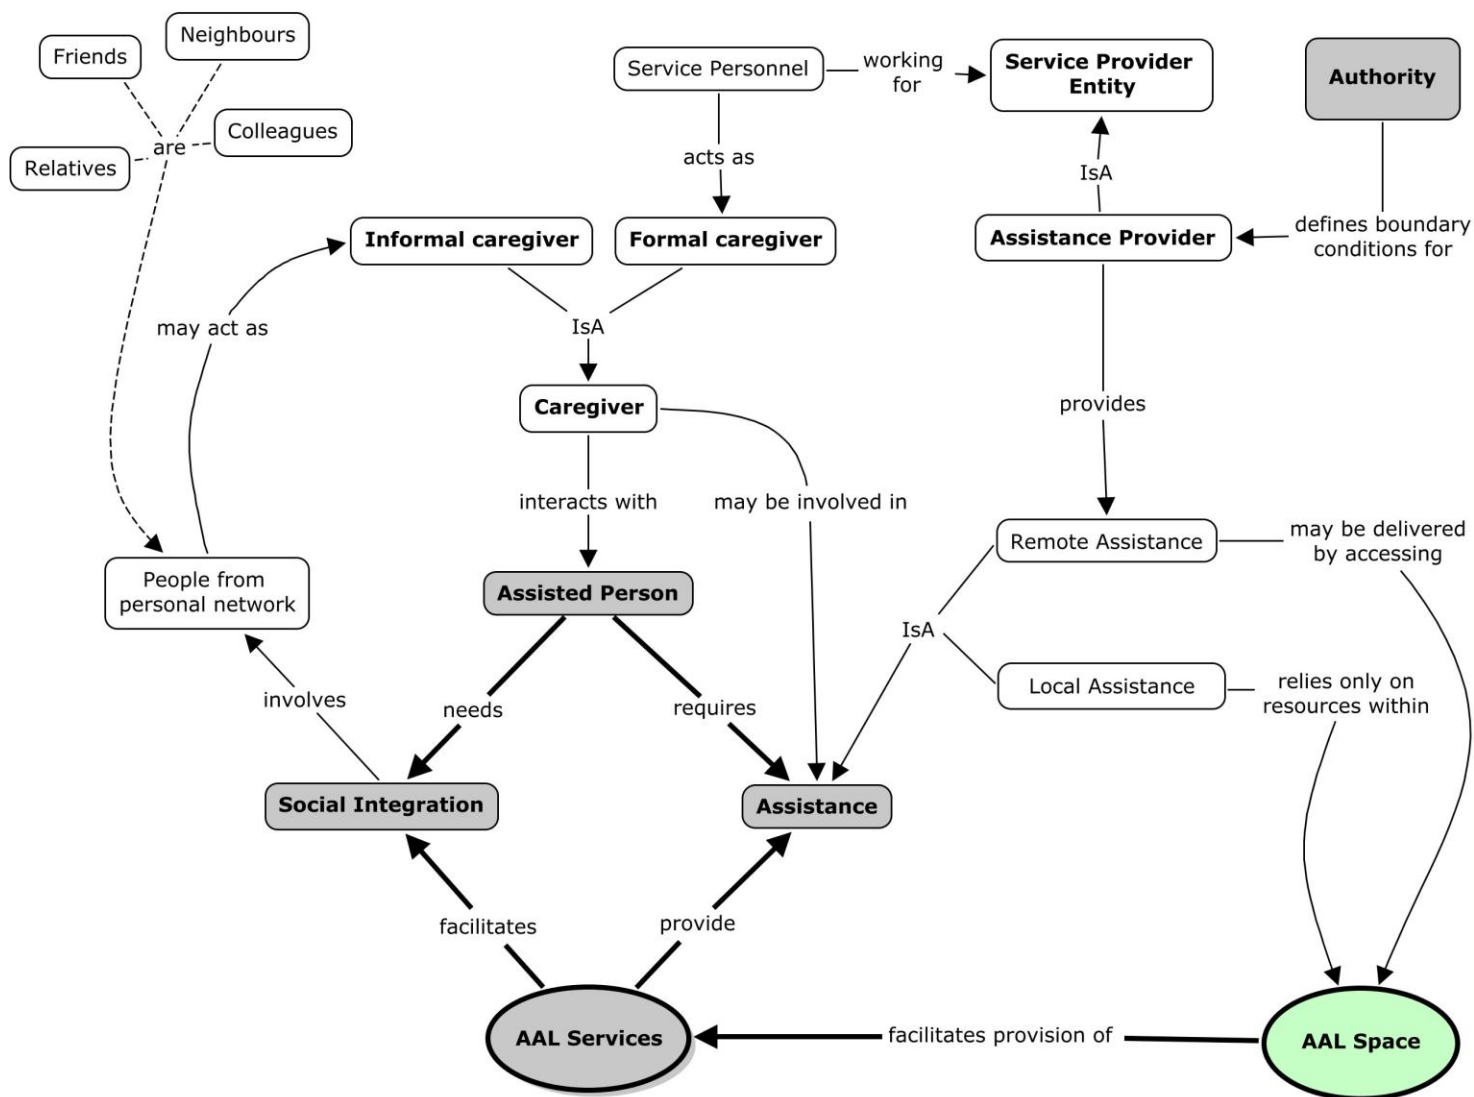 Neighbours
Friends
Colleagues
are
Relatives
Service Personnel
working
for
Service Provider
Entity
Authority
acts as
IsA
Informal caregiver
Formal caregiver
Assistance Provider
defines boundary
conditions for
may act as
IsA
Caregiver
provides
interacts with
may be involved in
Remote Assistance
may be delivered
by accessing
People from
personal network
Assisted Person
IsA
Local Assistance
relies only on
resources within
involves
needs
requires
Social Integration
Assistance
facilitates
provide
AAL Services
facilitates provision of
AAL Space